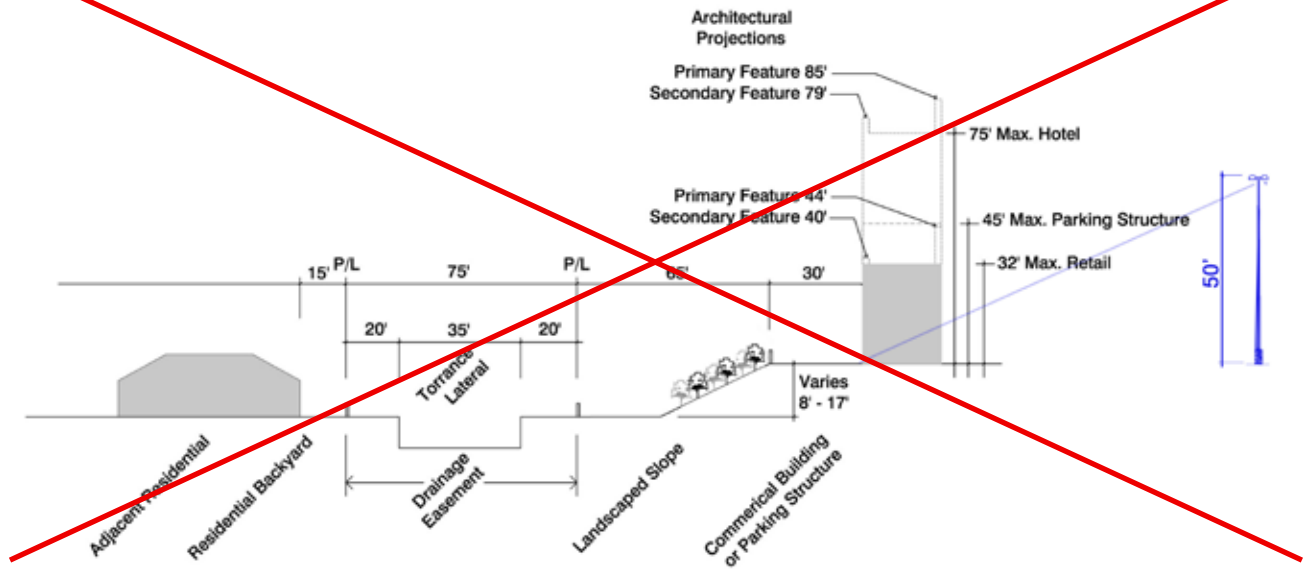 Architectural
Projections
Primary Feature 85'
Secondary Feature 79'
75' Max. Hotel
Primary Feature 44'
Secondary Feature 40'
45' Max. Parking Structure
32' Max. Retail
50'
15'
P/L
75'
P/L
65'
30'
20'
35'
20'
Torrance
Lateral
Varies
8' - 17'
Adjacent Residential
Residential Backyard
Drainage
Easement
Landscaped Slope
Commerical Building
or Parking Structure